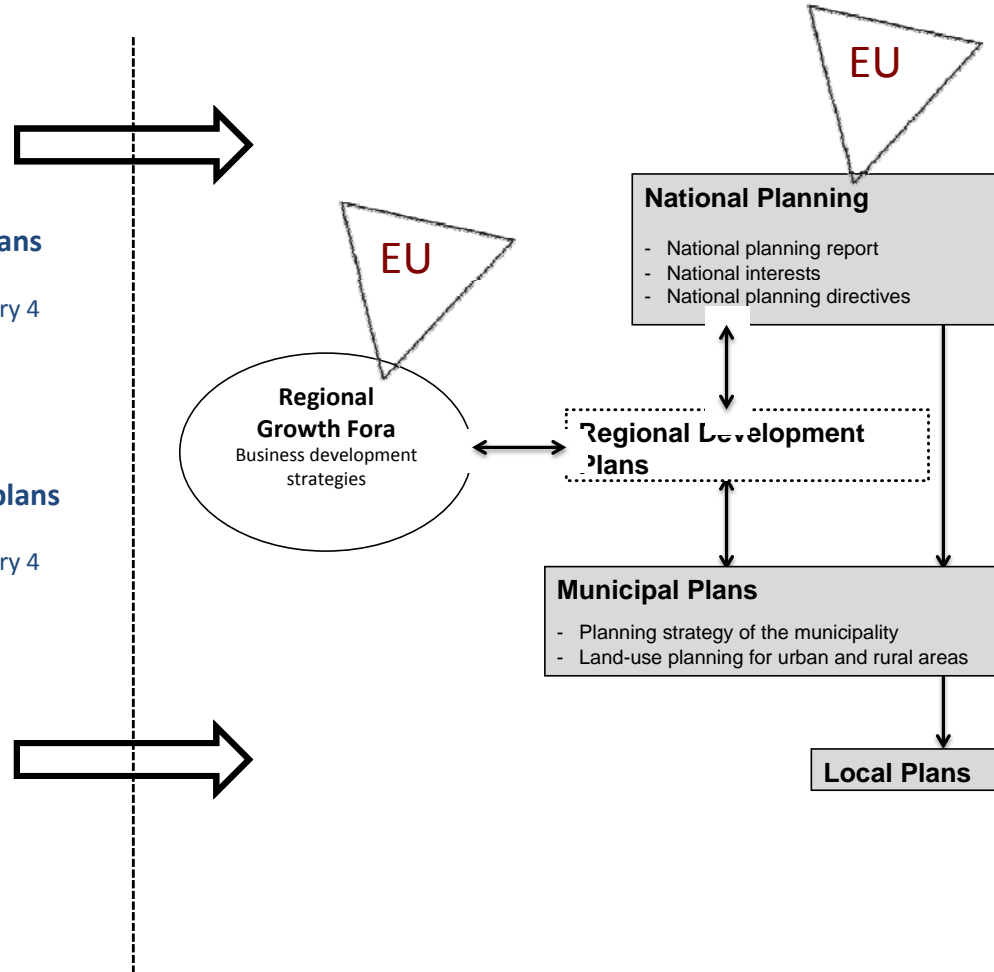 EU
National Planning
- National planning report
- National interests
- National planning directives
ans
ry 4
EU
Regional
Growth Fora
Business development
strategies
Regional Development
Plans
plans
ry 4
Municipal Plans
- Planning strategy of the municipality
- Land-use planning for urban and rural areas
Local Plans